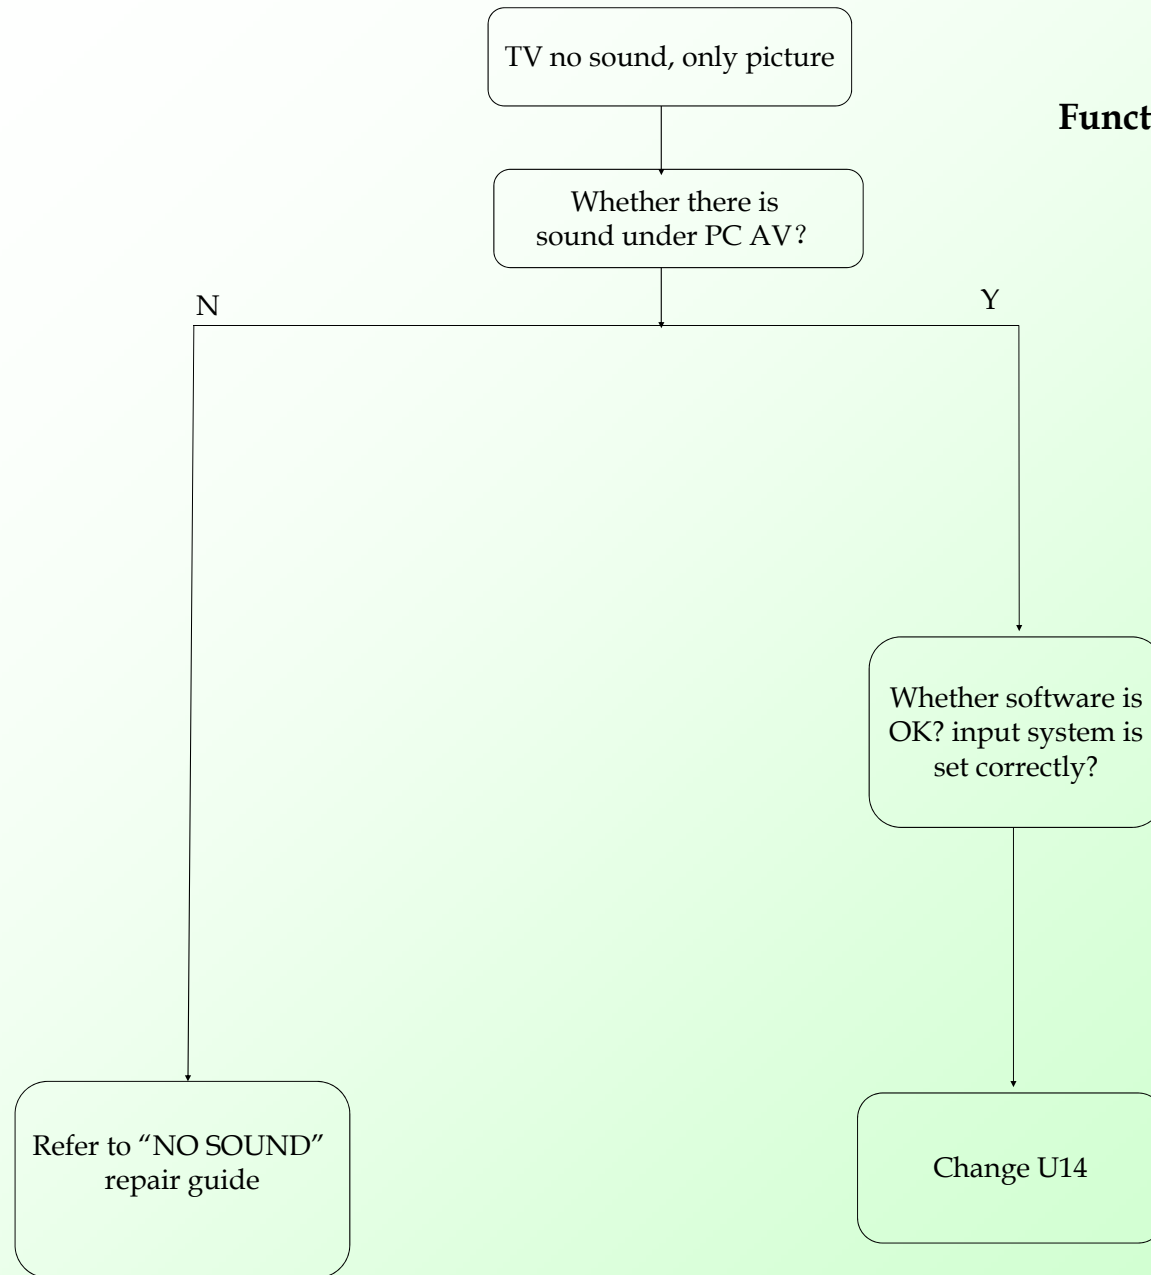 TV no sound, only picture
Funct
Whether there is
sound under PC AV？
N
Y
Whether software is
OK? input system is
set correctly?
Refer to “NO SOUND”
repair guide
Change U14